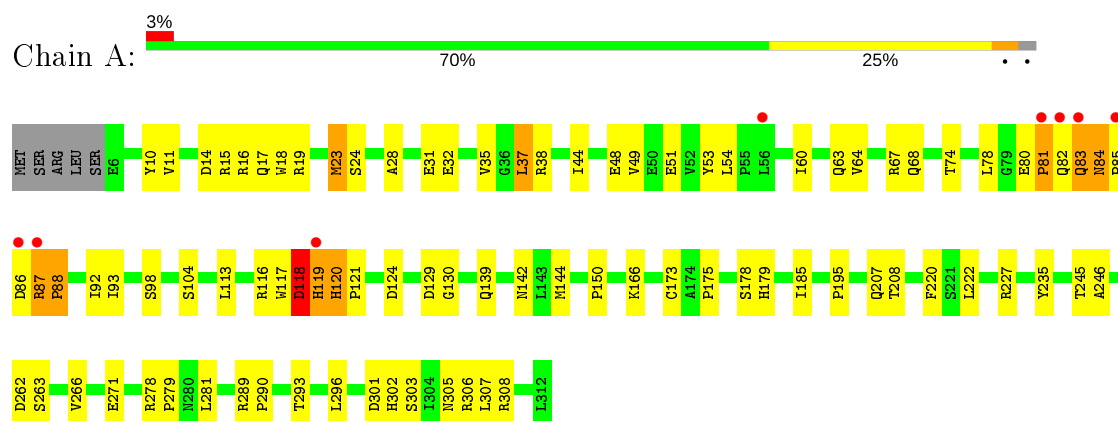 3%
Chain A:
70% 25% • •
MET SER ARG LEU SER E6 Y10 V11 D14 R15 R16 Q17 W18 R19 M23 S24 A28 E31 E32 V35 G36 L37 R38 I44 E48 V49 E50 E51 V52 Y53 L54 P55 L56 I60 Q63 V64 R67 Q68 T74 L78 G79 E80 P81 Q82 Q83 N84 P85
D86 R87 P88 I92 I93 S98 S104 L113 R116 W117 D118 H119 H120 P121 D124 D129 G130 Q139 N142 L143 M144 P150 K166 C173 A174 P175 S178 H179 I185 P195 Q207 T208 F220 S221 L222 R227 Y235 T245 A246
D262 S263 V266 E271 R278 P279 N280 L281 R289 P290 T293 L296 D301 H302 S303 I304 N305 R306 L307 R308 L312